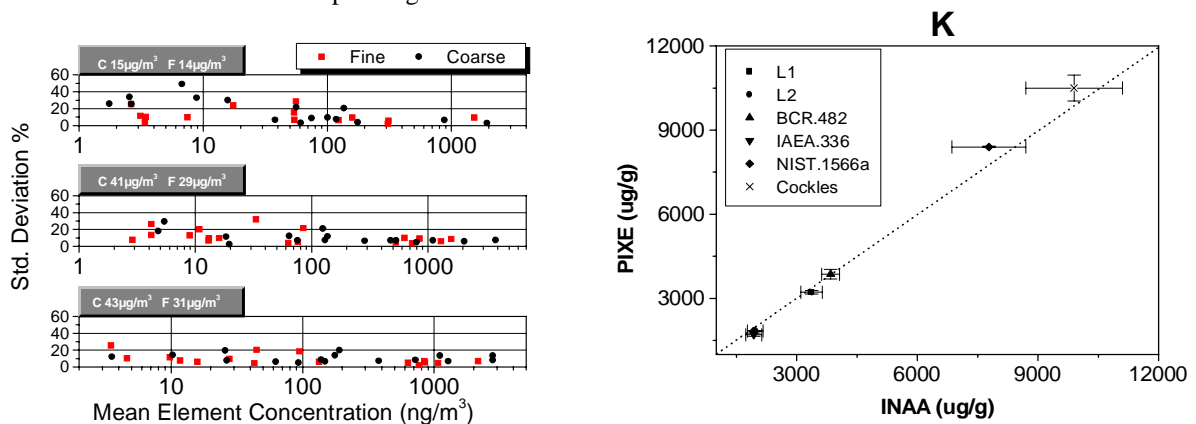 C 15µg/m³ F 14µg/m³
Fine Coarse
60
40
20
0
1 10 100 1000
C 41µg/m³ F 29µg/m³
60
40
20
0
1 10 100 1000
C 43µg/m³ F 31µg/m³
60
40
20
0
10 100 1000
Std. Deviation %
Mean Element Concentration (ng/m³)
K
12000
9000
6000
3000
L1
L2
BCR.482
IAEA.336
NIST.1566a
Cockles
PIXE (ug/g)
3000 6000 9000 12000
INAA (ug/g)